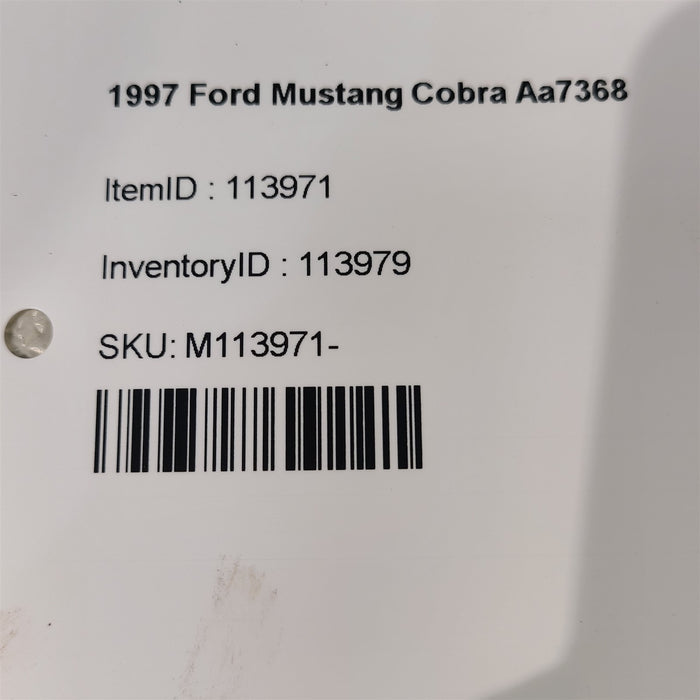 1997 Ford Mustang Cobra Aa7368
ItemID : 113971
InventoryID : 113979
SKU: M113971-